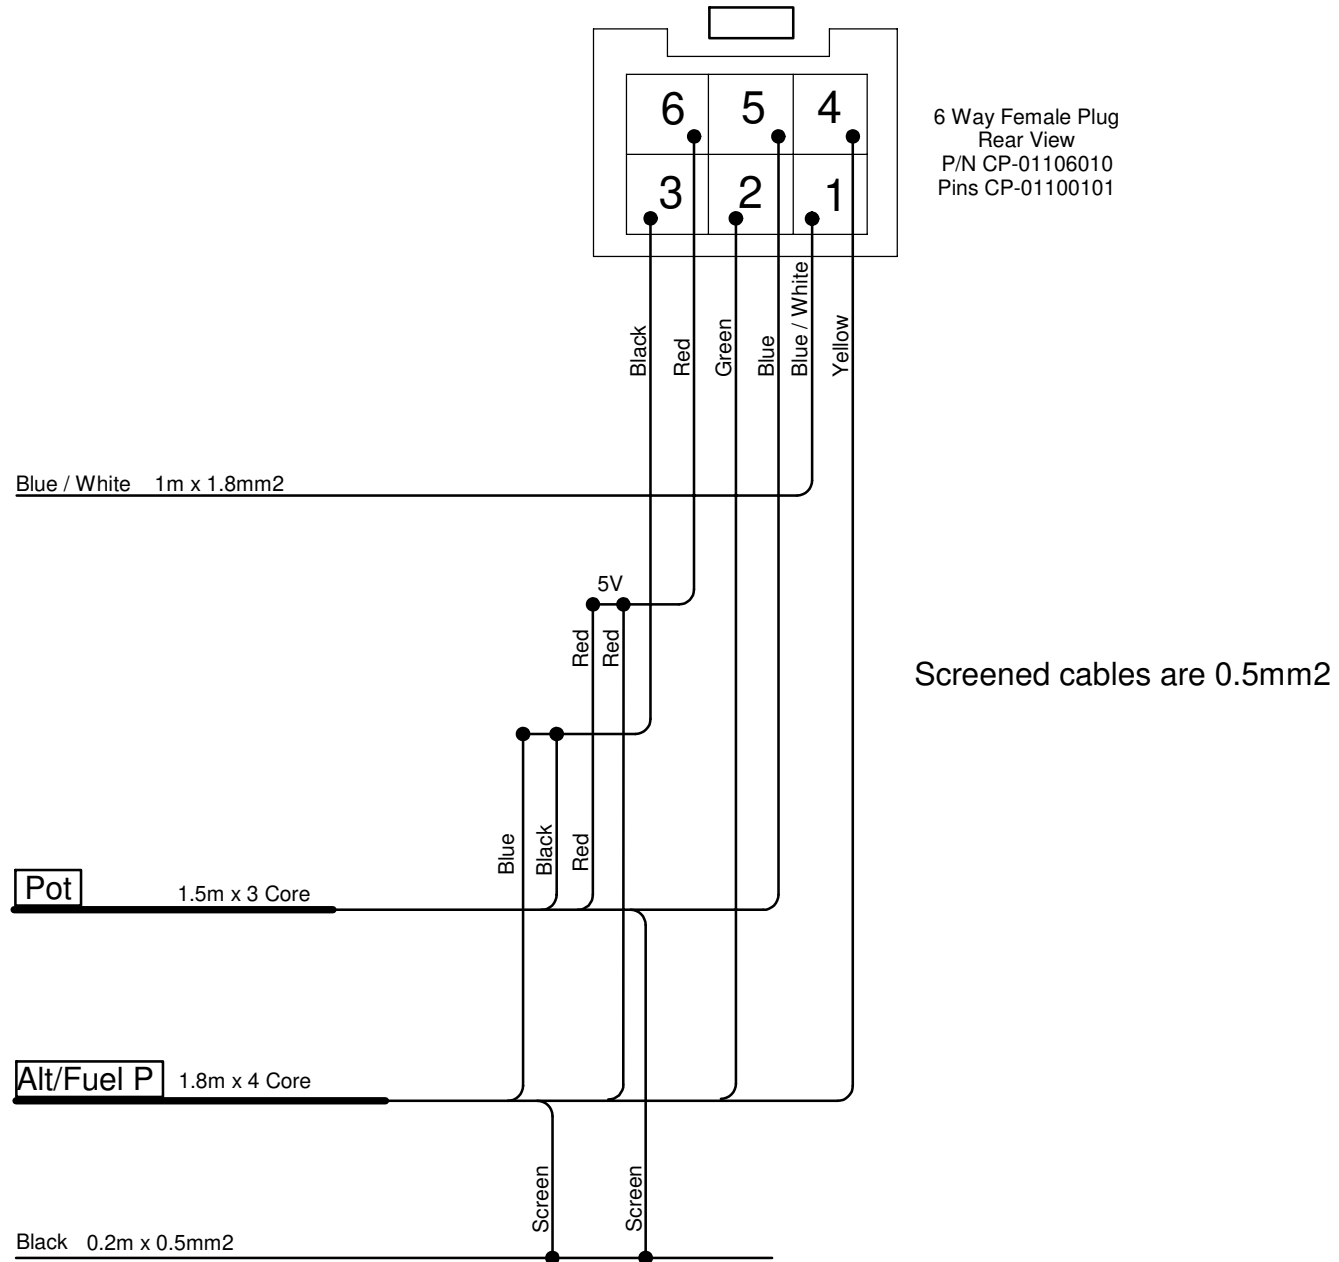 6 5 4
3 2 1
6 Way Female Plug
Rear View
P/N CP-01106010
Pins CP-01100101
Black
Red
Green
Blue
Blue / White
Yellow
Blue / White 1m x 1.8mm2
5V
Red
Red
Screened cables are 0.5mm2
Blue
Black
Red
Pot
1.5m x 3 Core
Alt/Fuel P
1.8m x 4 Core
Screen
Screen
Black 0.2m x 0.5mm2